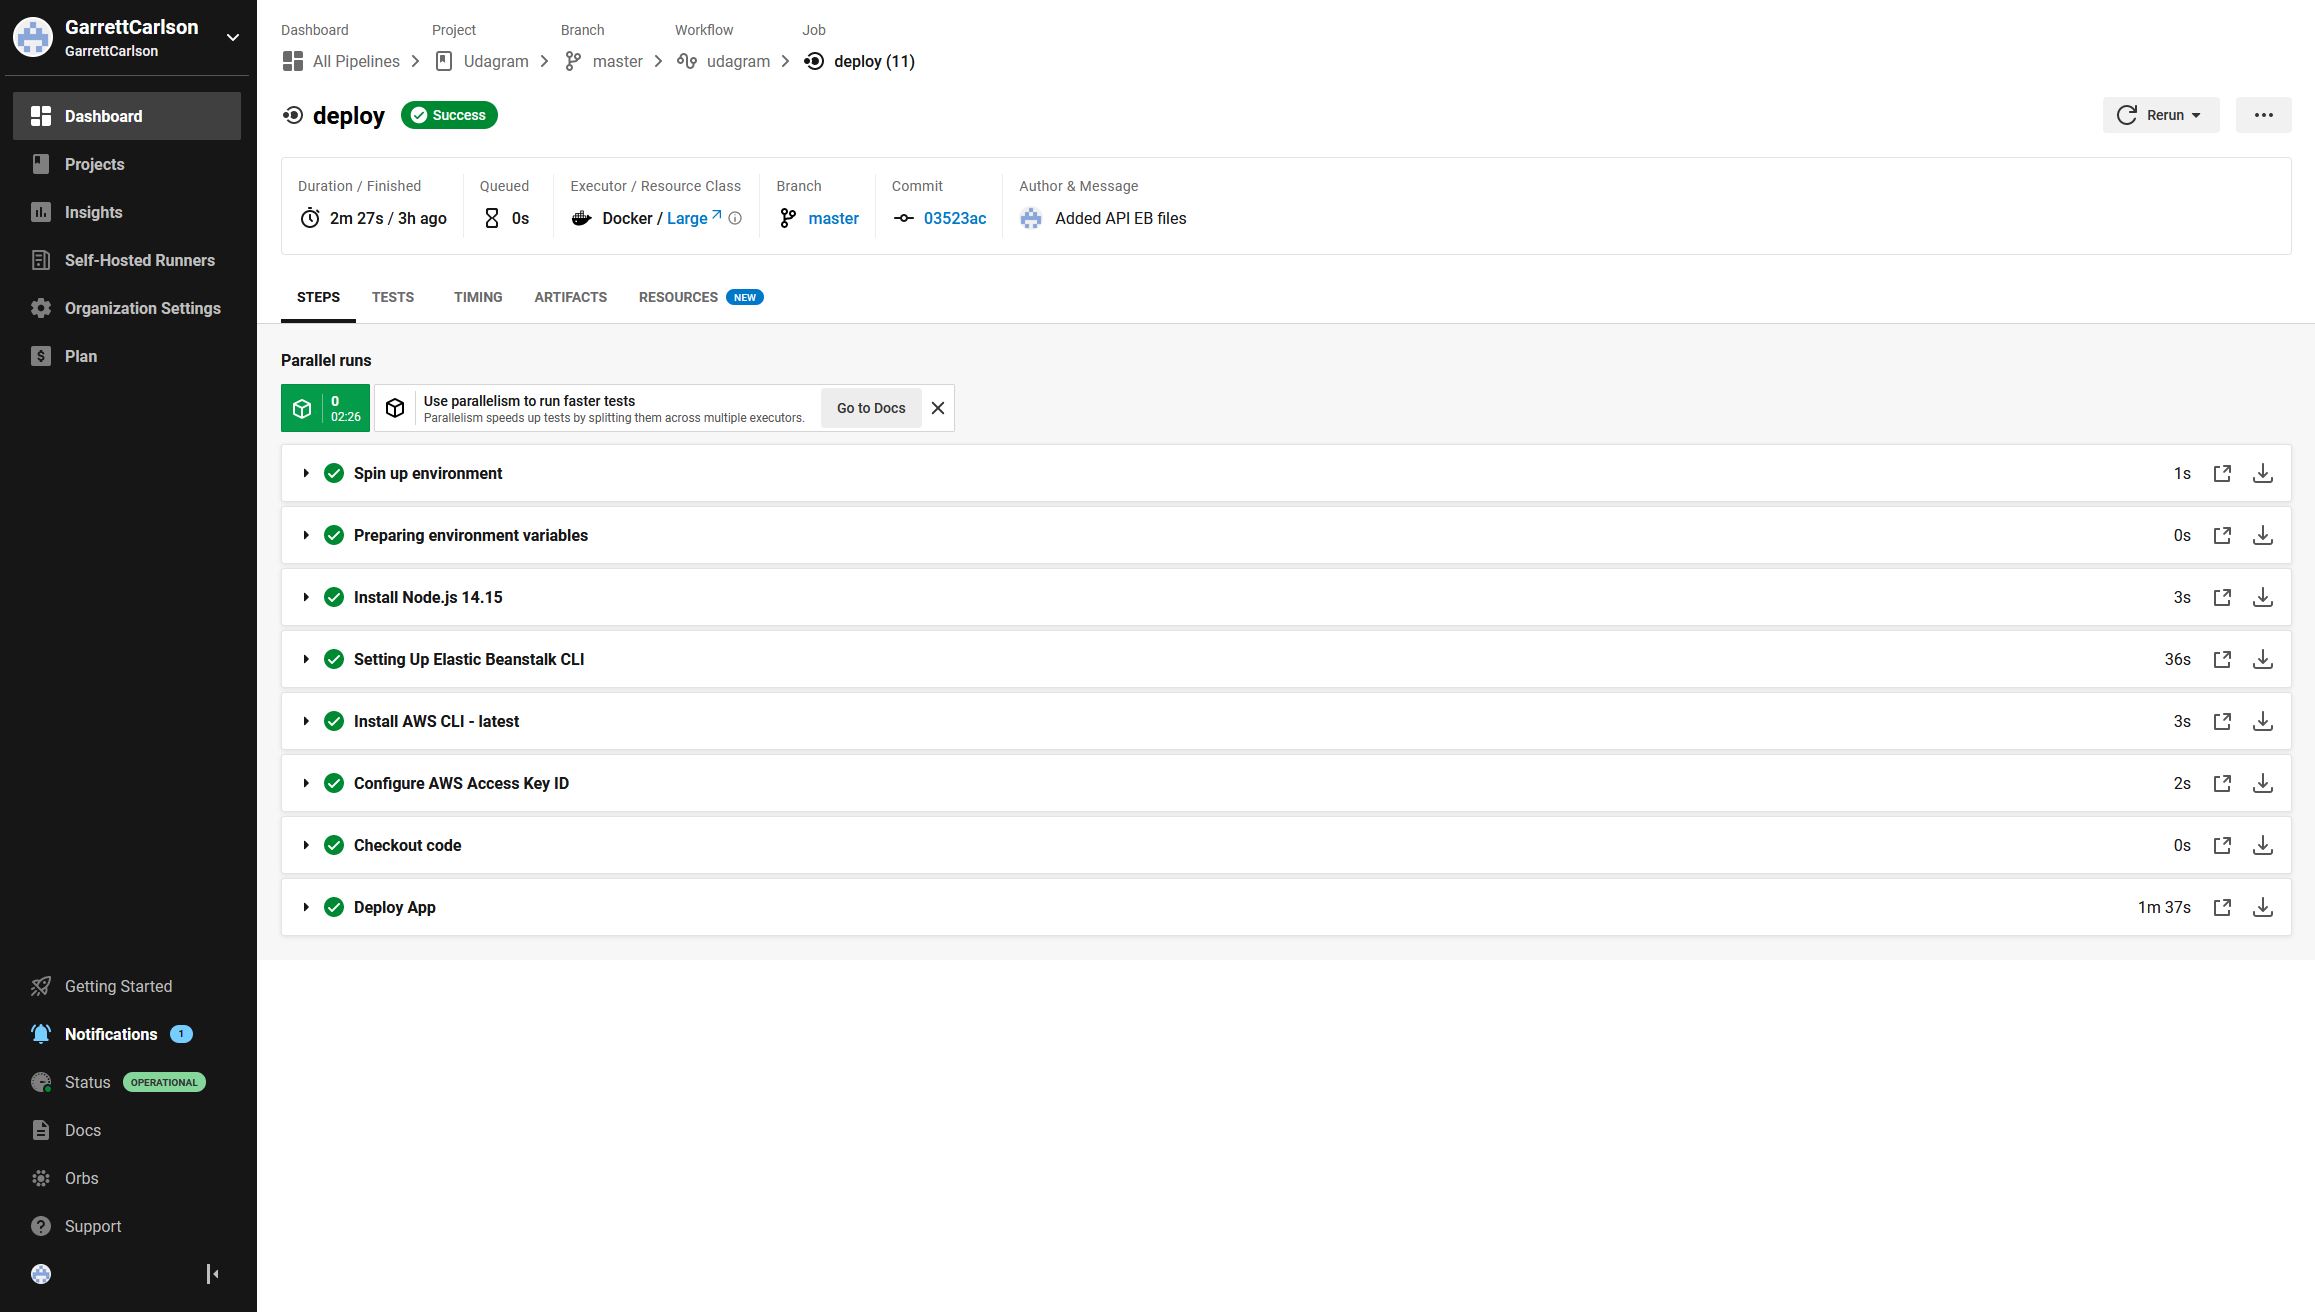 GarrettCarlson
GarrettCarlson
Dashboard
Projects
Insights
Self-Hosted Runners
Organization Settings
Plan
Getting Started
Notifications 1
Status OPERATIONAL
Docs
Orbs
Support
Dashboard Project Branch Workflow Job
All Pipelines Udagram master udagram deploy (11)
deploy Success Rerun
Duration / Finished Queued Executor / Resource Class Branch Commit Author & Message
2m 27s / 3h ago 0s Docker / Large master 03523ac Added API EB files
STEPS TESTS TIMING ARTIFACTS RESOURCES NEW
Parallel runs
0
02:26
Use parallelism to run faster tests
Parallelism speeds up tests by splitting them across multiple executors.
Go to Docs
Spin up environment 1s
Preparing environment variables 0s
Install Node.js 14.15 3s
Setting Up Elastic Beanstalk CLI 36s
Install AWS CLI - latest 3s
Configure AWS Access Key ID 2s
Checkout code 0s
Deploy App 1m 37s